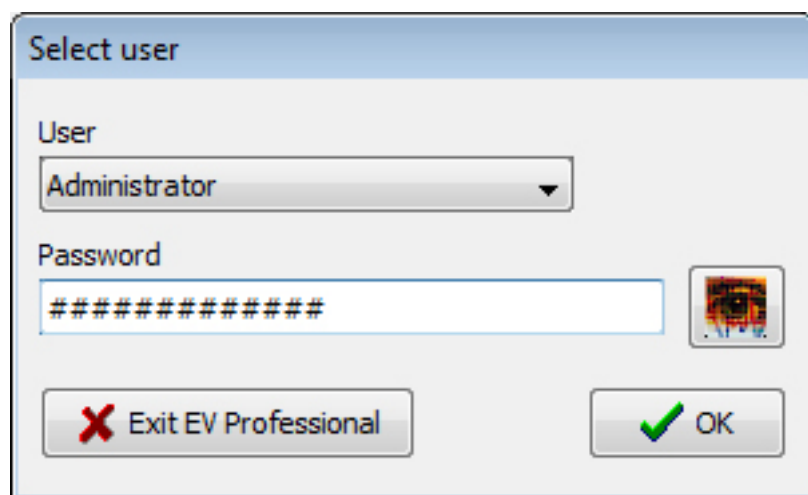 Select user
User
Administrator
Password
#############
Exit EV Professional
OK